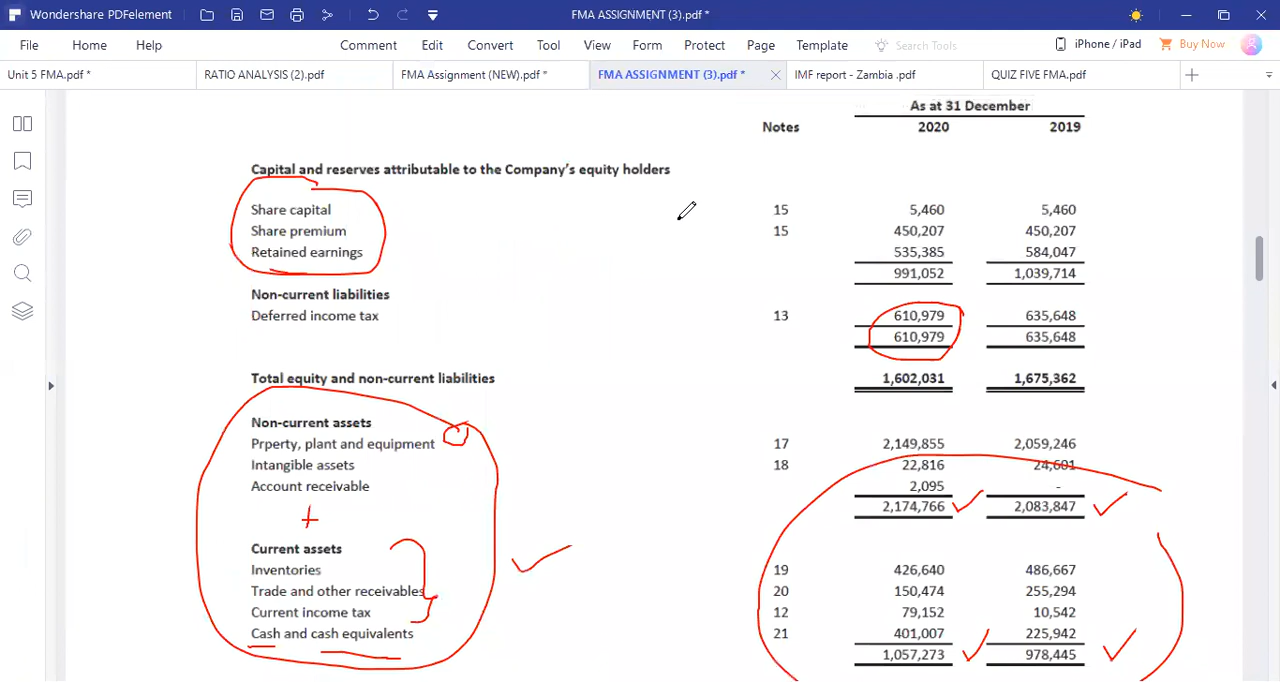 Wondershare PDFelement
FMA ASSIGNMENT (3).pdf *
File Home Help Comment Edit Convert Tool View Form Protect Page Template Search Tools iPhone / iPad Buy Now
Unit 5 FMA.pdf * RATIO ANALYSIS (2).pdf FMA Assignment (NEW).pdf * FMA ASSIGNMENT (3).pdf * IMF report - Zambia .pdf QUIZ FIVE FMA.pdf
As at 31 December
Notes 2020 2019
Capital and reserves attributable to the Company's equity holders
Share capital 15 5,460 5,460
Share premium 15 450,207 450,207
Retained earnings 535,385 584,047
991,052 1,039,714
Non-current liabilities
Deferred income tax 13 610,979 635,648
610,979 635,648
Total equity and non-current liabilities 1,602,031 1,675,362
Non-current assets
Prperty, plant and equipment 17 2,149,855 2,059,246
Intangible assets 18 22,816 24,601
Account receivable 2,095 -
2,174,766 2,083,847
+
Current assets
Inventories 19 426,640 486,667
Trade and other receivables 20 150,474 255,294
Current income tax 12 79,152 10,542
Cash and cash equivalents 21 401,007 225,942
1,057,273 978,445